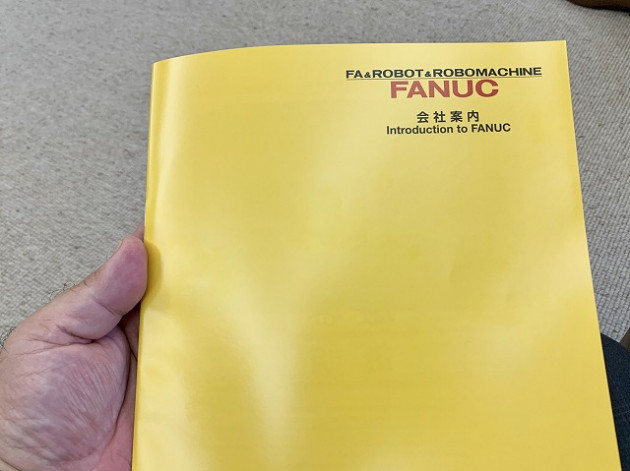 FA&ROBOT&ROBOMACHINE
FANUC
会社案内
Introduction to FANUC